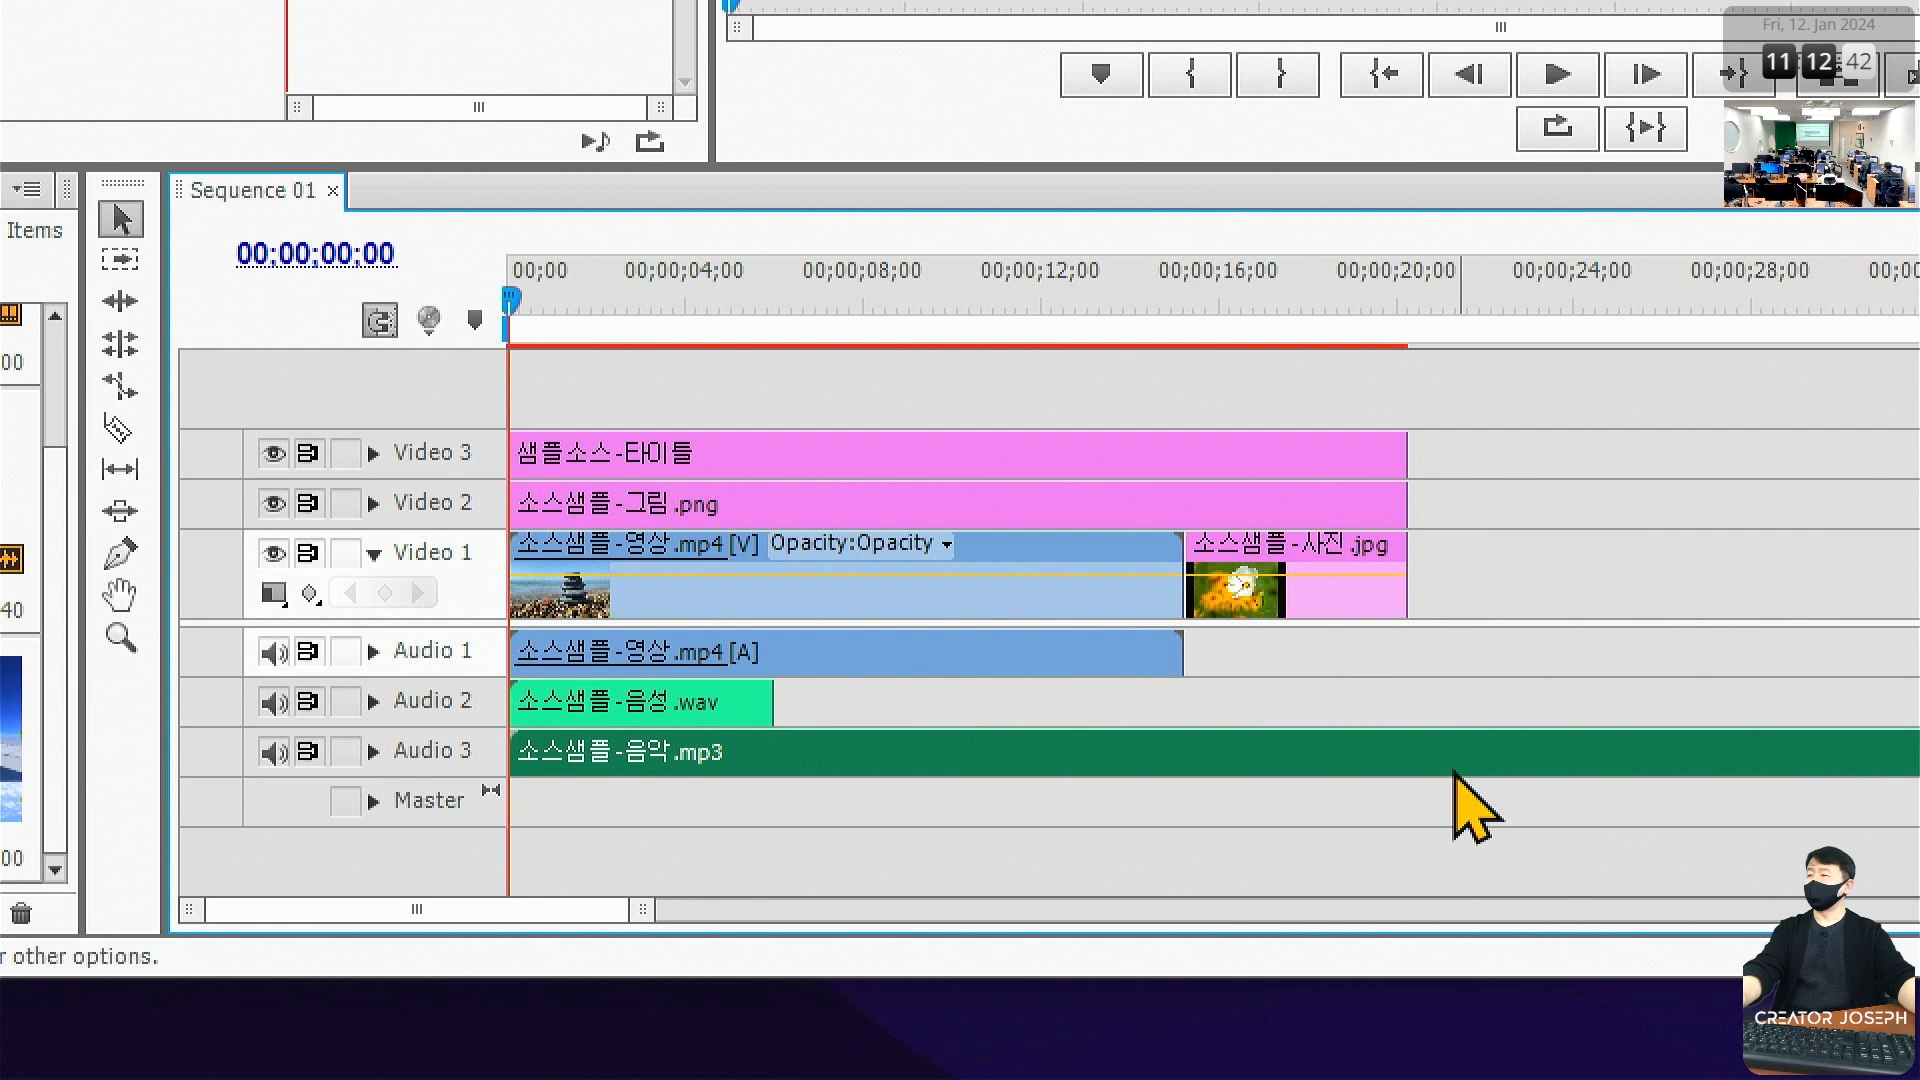 Fri, 12. Jan 2024
11 12 42
Sequence 01 ×
Items
00;00;00;00
00;00 00;00;04;00 00;00;08;00 00;00;12;00 00;00;16;00 00;00;20;00 00;00;24;00 00;00;28;00 00;00
00
Video 3 샘플소스-타이틀
Video 2 소스샘플-그림.png
Video 1 소스샘플-영상.mp4 [V] Opacity:Opacity 소스샘플-사진.jpg
40
Audio 1 소스샘플-영상.mp4 [A]
Audio 2 소스샘플-음성.wav
Audio 3 소스샘플-음악.mp3
Master
00
r other options.
CREATOR JOSEPH